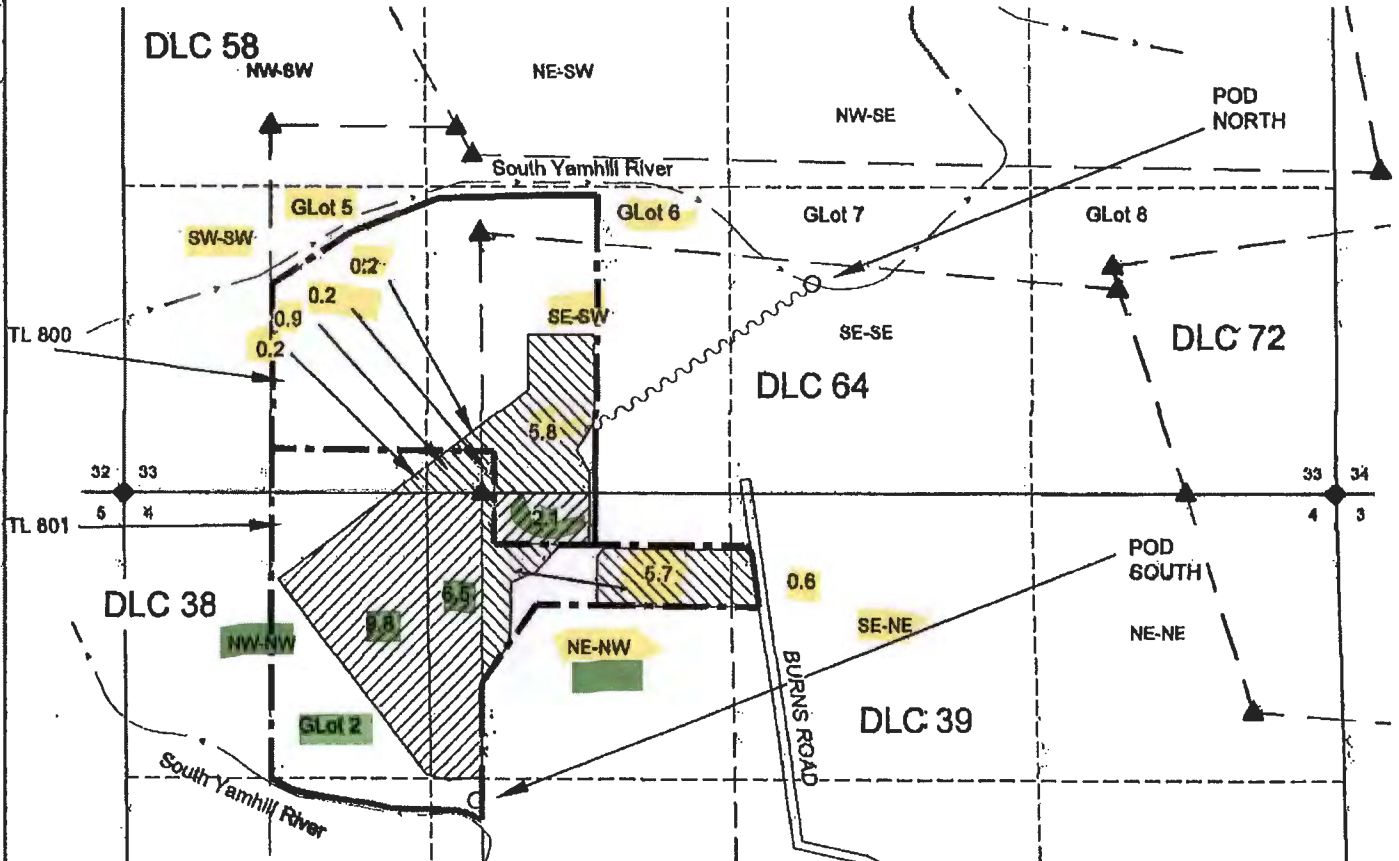 DLC 58
NW-SW
NE-SW
NW-SE
POD
NORTH
South Yamhill River
GLot 5
GLot 6
GLot 7
GLot 8
SW-SW
0.2
0.2
0.9
0.2
SE-SW
TL 800
SE-SE
DLC 72
DLC 64
5.8
32 33
33 34
5 4
4 3
TL 801
2.1
POD
SOUTH
5.7
0.6
DLC 38
6.5
9.8
SE-NE
NE-NE
NW-NW
NE-NW
BURNS ROAD
GLot 2
DLC 39
South Yamhill River